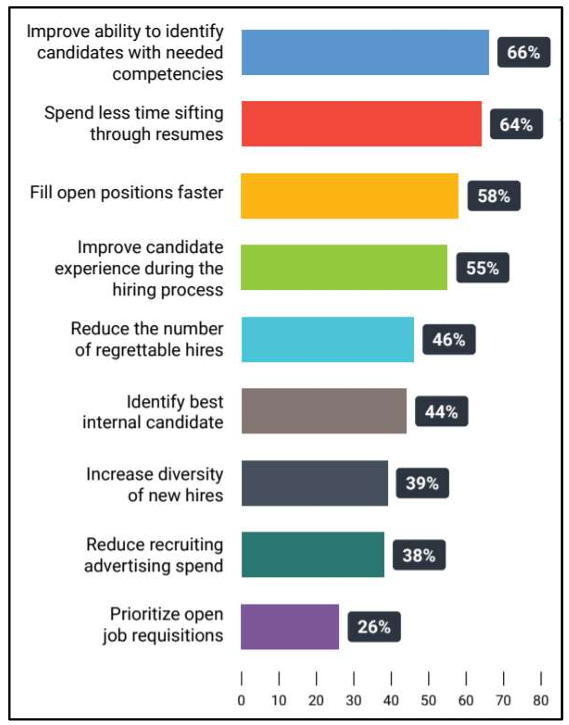 Improve ability to identify
candidates with needed
competencies
66%
Spend less time sifting
through resumes
64%
Fill open positions faster
58%
Improve candidate
experience during the
hiring process
55%
Reduce the number
of regrettable hires
46%
Identify best
internal candidate
44%
Increase diversity
of new hires
39%
Reduce recruiting
advertising spend
38%
Prioritize open
job requisitions
26%
0 10 20 30 40 50 60 70 80